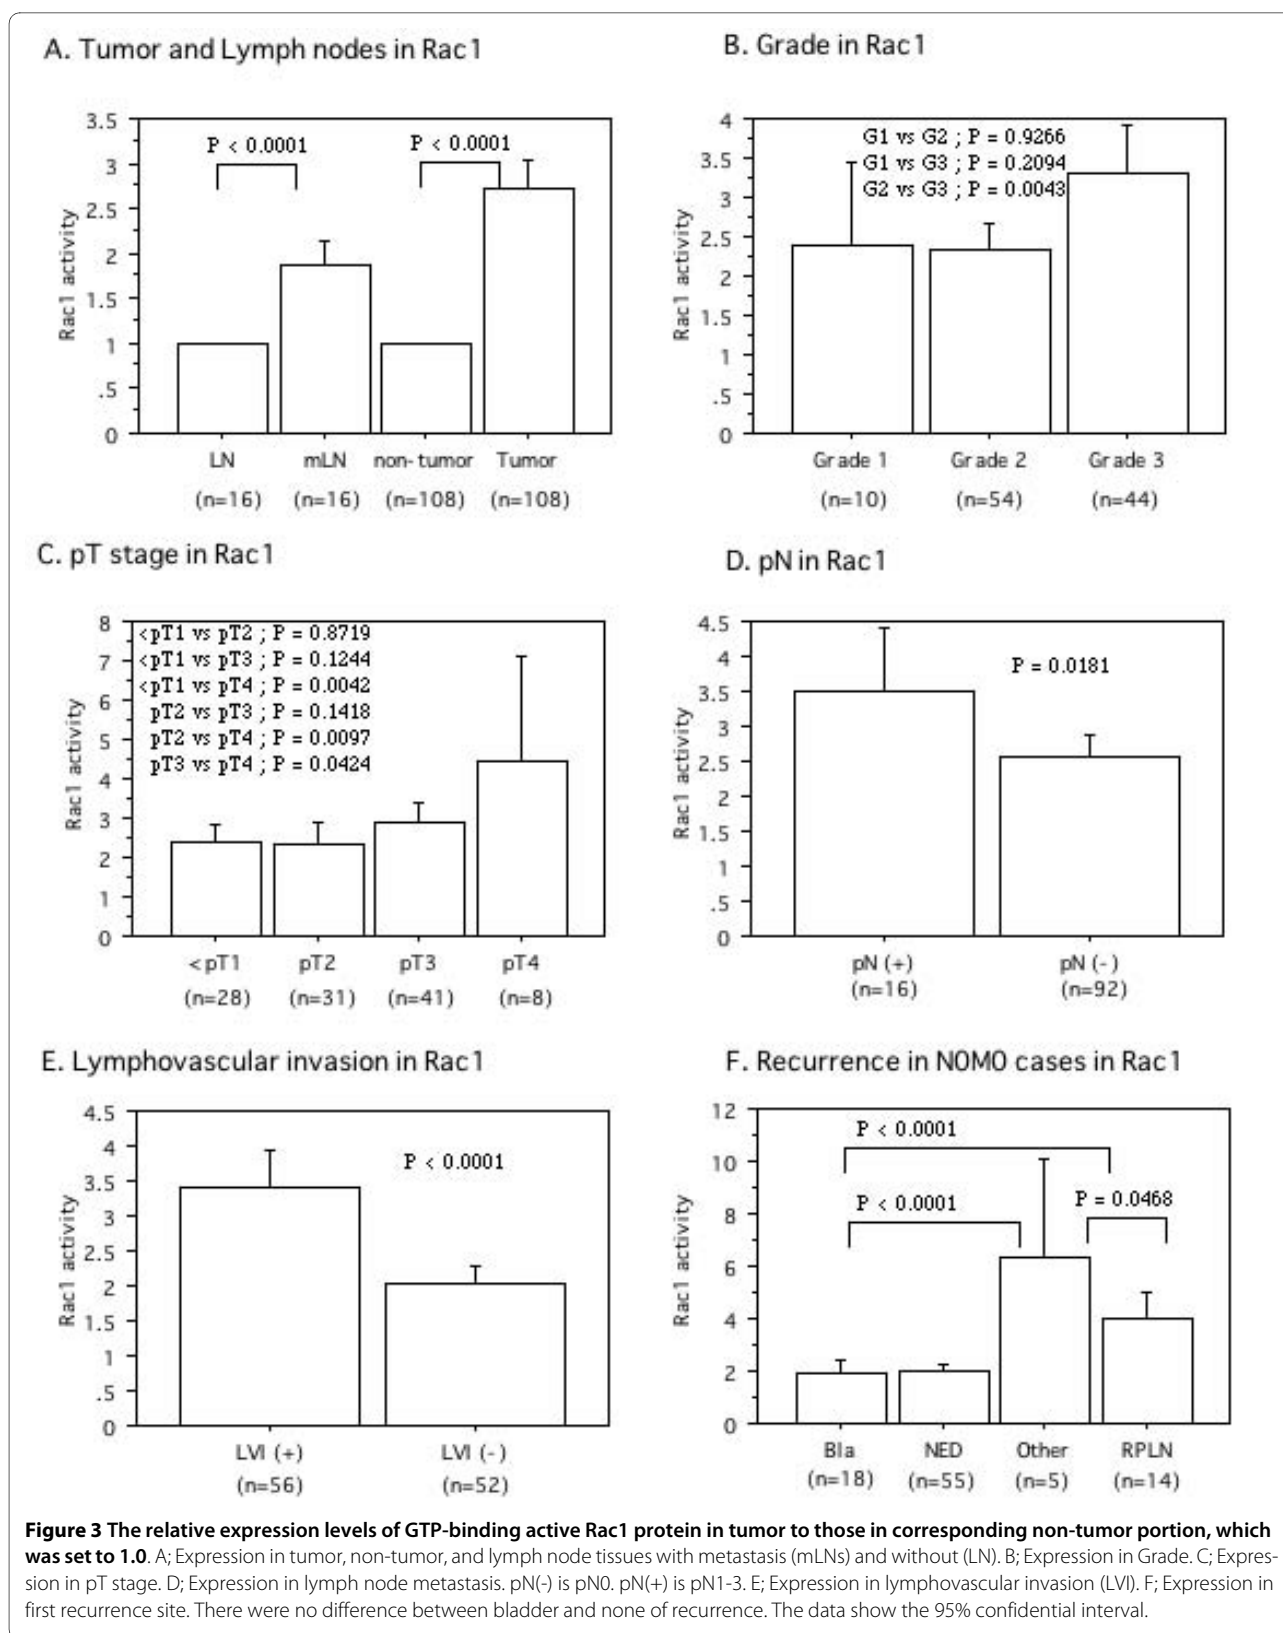 A. Tumor and Lymph nodes in Rac1
3.5
3
2.5
2
1.5
1
.5
0
Rac1 activity
P < 0.0001
P < 0.0001
LN mLN non-tumor Tumor
(n=16) (n=16) (n=108) (n=108)
B. Grade in Rac1
4
3.5
3
2.5
2
1.5
1
.5
0
Rac1 activity
G1 vs G2 ; P = 0.9266
G1 vs G3 ; P = 0.2094
G2 vs G3 ; P = 0.0043
Grade 1 Grade 2 Grade 3
(n=10) (n=54) (n=44)
C. pT stage in Rac1
8
7
6
5
4
3
2
1
0
Rac1 activity
<pT1 vs pT2 ; P = 0.8719
<pT1 vs pT3 ; P = 0.1244
<pT1 vs pT4 ; P = 0.0042
pT2 vs pT3 ; P = 0.1418
pT2 vs pT4 ; P = 0.0097
pT3 vs pT4 ; P = 0.0424
<pT1 pT2 pT3 pT4
(n=28) (n=31) (n=41) (n=8)
D. pN in Rac1
4.5
4
3.5
3
2.5
2
1.5
1
.5
0
Rac1 activity
P = 0.0181
pN (+) pN (-)
(n=16) (n=92)
E. Lymphovascular invasion in Rac1
4.5
4
3.5
3
2.5
2
1.5
1
.5
0
Rac1 activity
P < 0.0001
LVI (+) LVI (-)
(n=56) (n=52)
F. Recurrence in N0M0 cases in Rac1
12
10
8
6
4
2
0
Rac1 activity
P < 0.0001
P < 0.0001
P = 0.0468
Bla NED Other RPLN
(n=18) (n=55) (n=5) (n=14)
Figure 3 The relative expression levels of GTP-binding active Rac1 protein in tumor to those in corresponding non-tumor portion, which
was set to 1.0. A; Expression in tumor, non-tumor, and lymph node tissues with metastasis (mLNs) and without (LN). B; Expression in Grade. C; Expres-
sion in pT stage. D; Expression in lymph node metastasis. pN(-) is pN0. pN(+) is pN1-3. E; Expression in lymphovascular invasion (LVI). F; Expression in
first recurrence site. There were no difference between bladder and none of recurrence. The data show the 95% confidential interval.